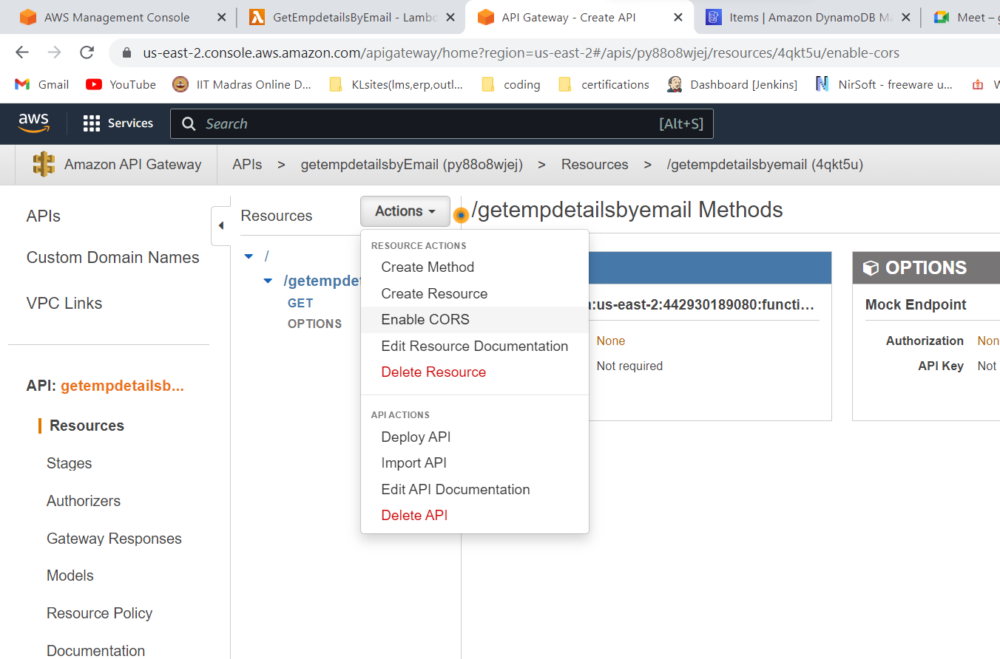 AWS Management Console
GetEmpdetailsByEmail - Lambd
API Gateway - Create API
Items | Amazon DynamoDB Ma
Meet – g
us-east-2.console.aws.amazon.com/apigateway/home?region=us-east-2#/apis/py88o8wjej/resources/4qkt5u/enable-cors
Gmail
YouTube
IIT Madras Online D...
KLsites(lms,erp,outl...
coding
certifications
Dashboard [Jenkins]
NirSoft - freeware u...
aws
Services
Search
[Alt+S]
Amazon API Gateway
APIs > getempdetailsbyEmail (py88o8wjej) > Resources > /getempdetailsbyemail (4qkt5u)
APIs
Custom Domain Names
VPC Links
API: getempdetailsb...
Resources
Stages
Authorizers
Gateway Responses
Models
Resource Policy
Documentation
Resources
Actions
/
/getempdet
GET
OPTIONS
RESOURCE ACTIONS
Create Method
Create Resource
Enable CORS
Edit Resource Documentation
Delete Resource
API ACTIONS
Deploy API
Import API
Edit API Documentation
Delete API
/getempdetailsbyemail Methods
a:us-east-2:442930189080:functi...
None
Not required
OPTIONS
Mock Endpoint
Authorization Non
API Key Not